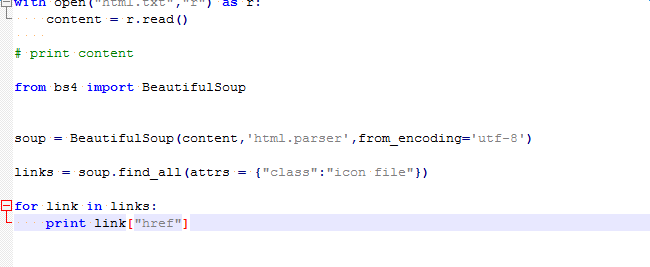 with open("html.txt","r") as r:
    content = r.read()
# print content
from bs4 import BeautifulSoup
soup = BeautifulSoup(content,'html.parser',from_encoding='utf-8')
links = soup.find_all(attrs = {"class":"icon file"})
for link in links:
    print link["href"]